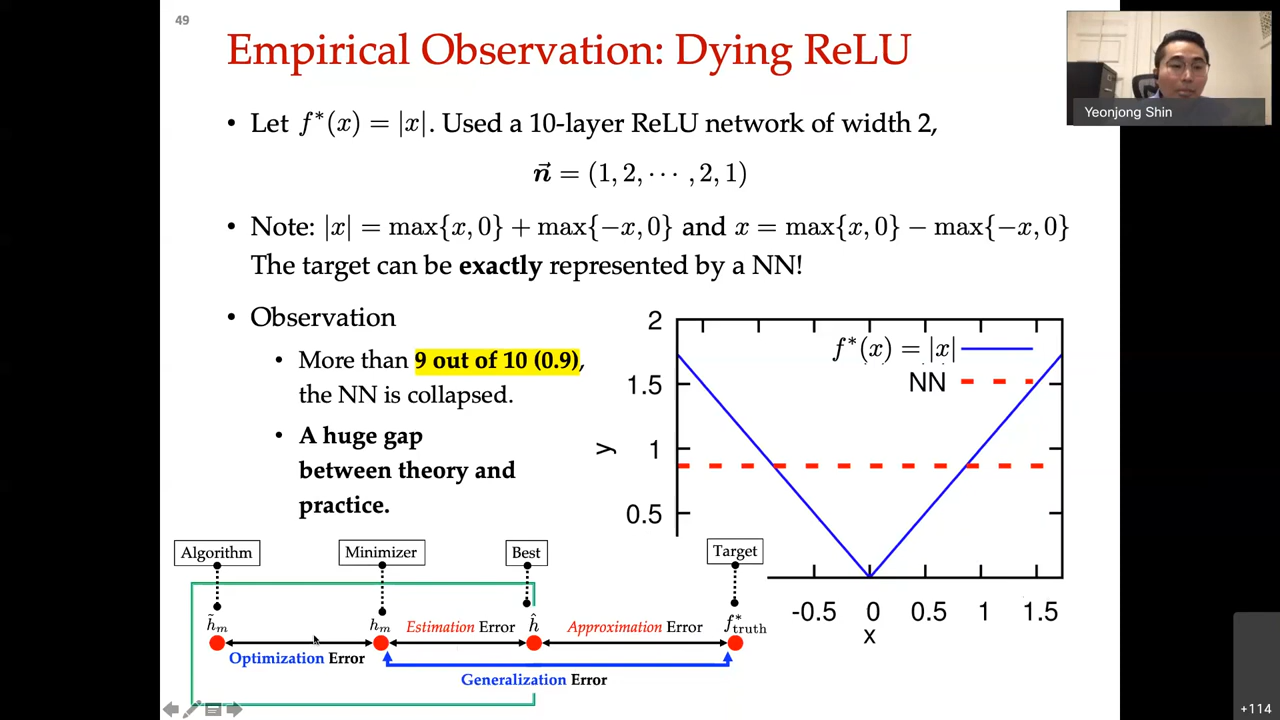 49
Empirical Observation: Dying ReLU
Yeonjong Shin
• Let f*(x) = |x|. Used a 10-layer ReLU network of width 2,
n⃗ = (1, 2, ⋯ , 2, 1)
• Note: |x| = max{x, 0} + max{−x, 0} and x = max{x, 0} − max{−x, 0}
The target can be exactly represented by a NN!
• Observation
• More than 9 out of 10 (0.9),
the NN is collapsed.
• A huge gap
between theory and
practice.
2
1.5
1
0.5
y
f*(x) = |x|
NN
-0.5 0 0.5 1 1.5
x
Algorithm Minimizer Best Target
h̃ₘ hₘ Estimation Error ĥ Approximation Error f*truth
Optimization Error
Generalization Error
+114